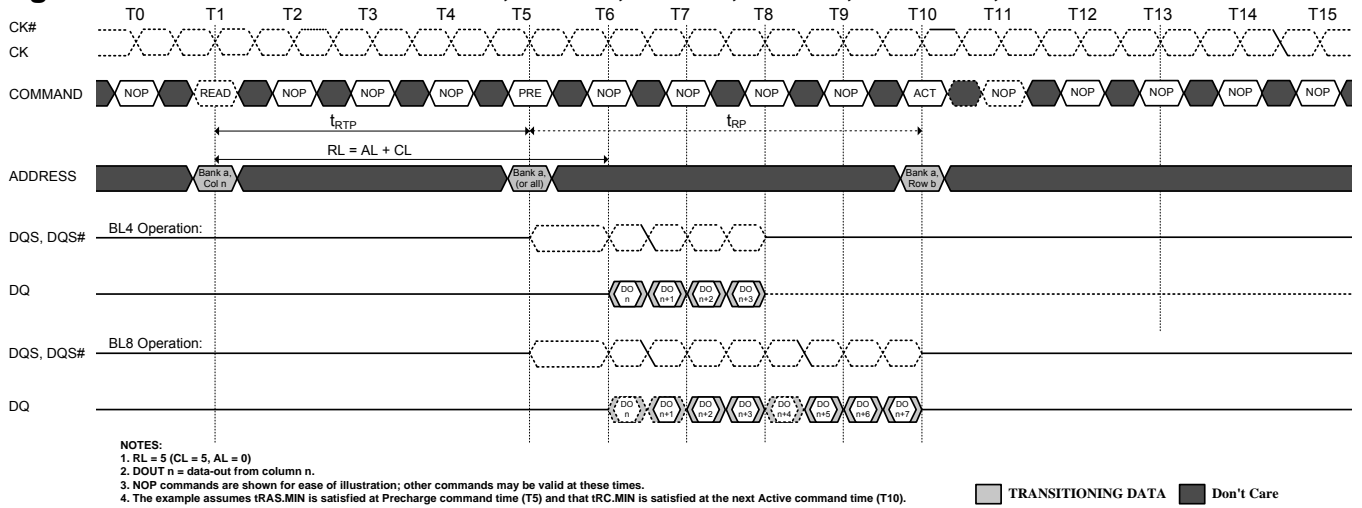 T0 T1 T2 T3 T4 T5 T6 T7 T8 T9 T10 T11 T12 T13 T14 T15
CK#
CK
COMMAND NOP READ NOP NOP NOP PRE NOP NOP NOP NOP ACT NOP NOP NOP NOP NOP
tRTP tRP
RL = AL + CL
ADDRESS Bank a, Col n Bank a, (or all) Bank a, Row b
BL4 Operation:
DQS, DQS#
DQ DO n DO n+1 DO n+2 DO n+3
BL8 Operation:
DQS, DQS#
DQ DO n DO n+1 DO n+2 DO n+3 DO n+4 DO n+5 DO n+6 DO n+7
NOTES:
1. RL = 5 (CL = 5, AL = 0)
2. DOUT n = data-out from column n.
3. NOP commands are shown for ease of illustration; other commands may be valid at these times.
4. The example assumes tRAS.MIN is satisfied at Precharge command time (T5) and that tRC.MIN is satisfied at the next Active command time (T10).
TRANSITIONING DATA Don't Care